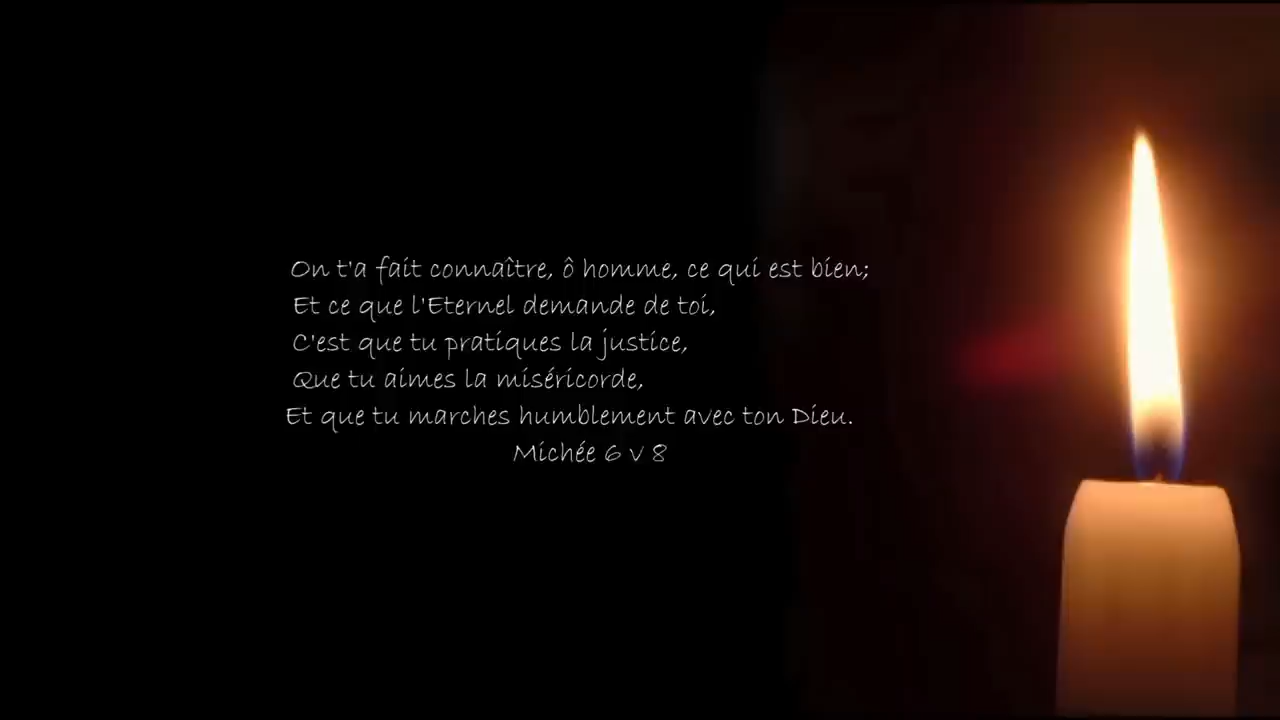 On t'a fait connaître, ô homme, ce qui est bien;
Et ce que l'Eternel demande de toi,
C'est que tu pratiques la justice,
Que tu aimes la miséricorde,
Et que tu marches humblement avec ton Dieu.
Michée 6 v 8